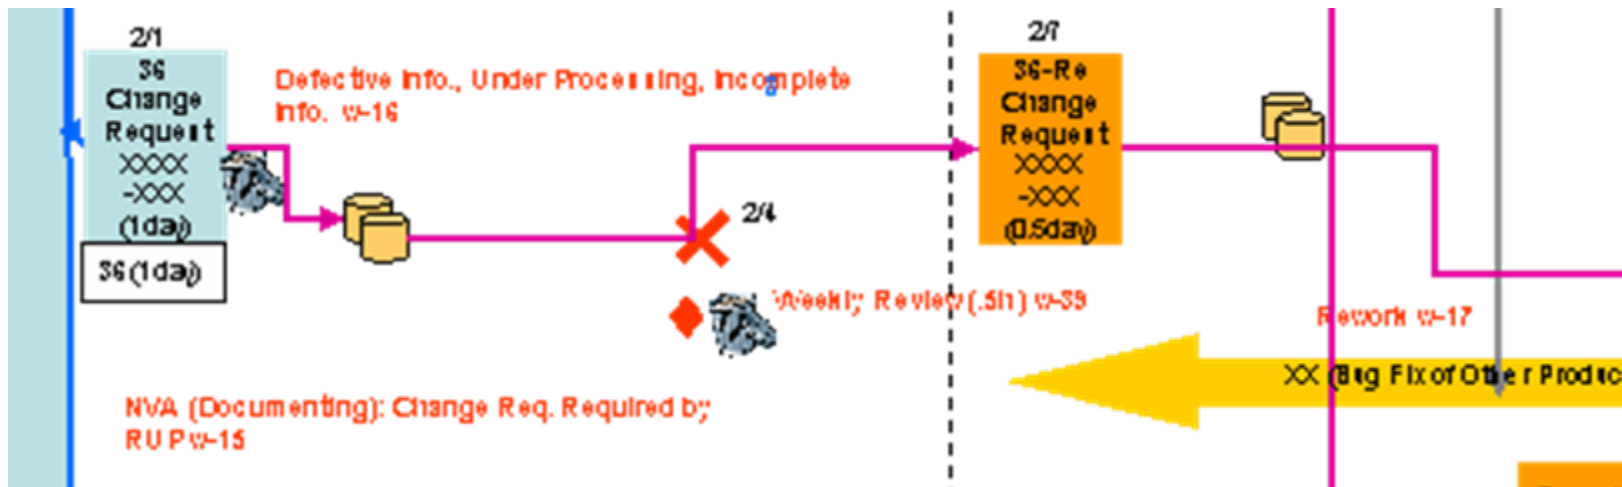 2/1
36
Change
Request
XXXX
-XXX
(1day)
36 (1day)
Defective Info., Under Processing, Incomplete
Info. w-16
2/4
Weekly Review (.5h) w-39
NVA (Documenting): Change Req. Required by
RUP w-15
2/7
36-Re
Change
Request
XXXX
-XXX
(0.5day)
Rework w-17
XX (Bug Fix of Other Produc